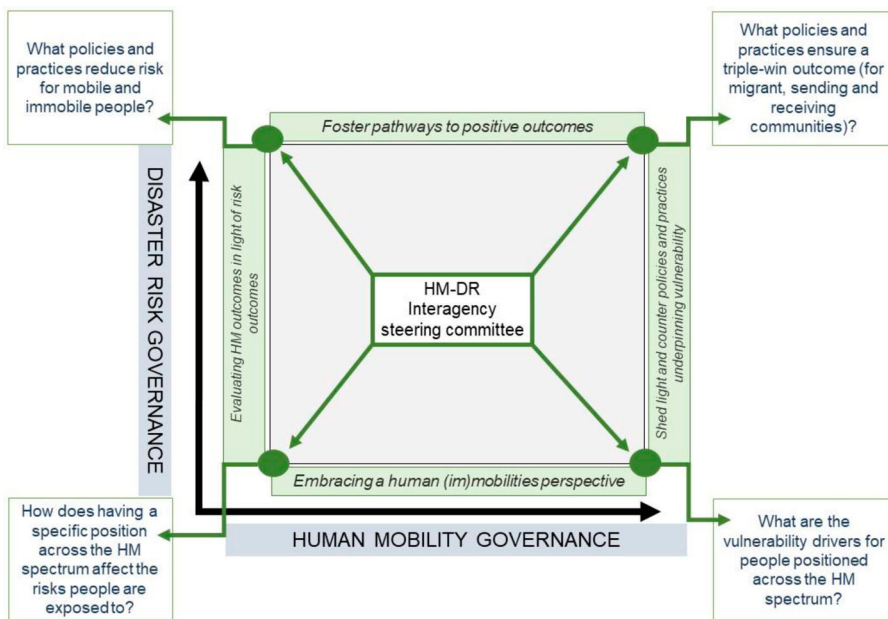 What policies and
practices reduce risk
for mobile and
immobile people?
What policies and
practices ensure a
triple-win outcome (for
migrant, sending and
receiving
communities)?
Foster pathways to positive outcomes
DISASTER RISK GOVERNANCE
Evaluating HM outcomes in light of risk
outcomes
HM-DR
Interagency
steering committee
Shed light and counter policies and practices
underpinning vulnerability
Embracing a human (im)mobilities perspective
HUMAN MOBILITY GOVERNANCE
How does having a
specific position
across the HM
spectrum affect the
risks people are
exposed to?
What are the
vulnerability drivers for
people positioned
across the HM
spectrum?